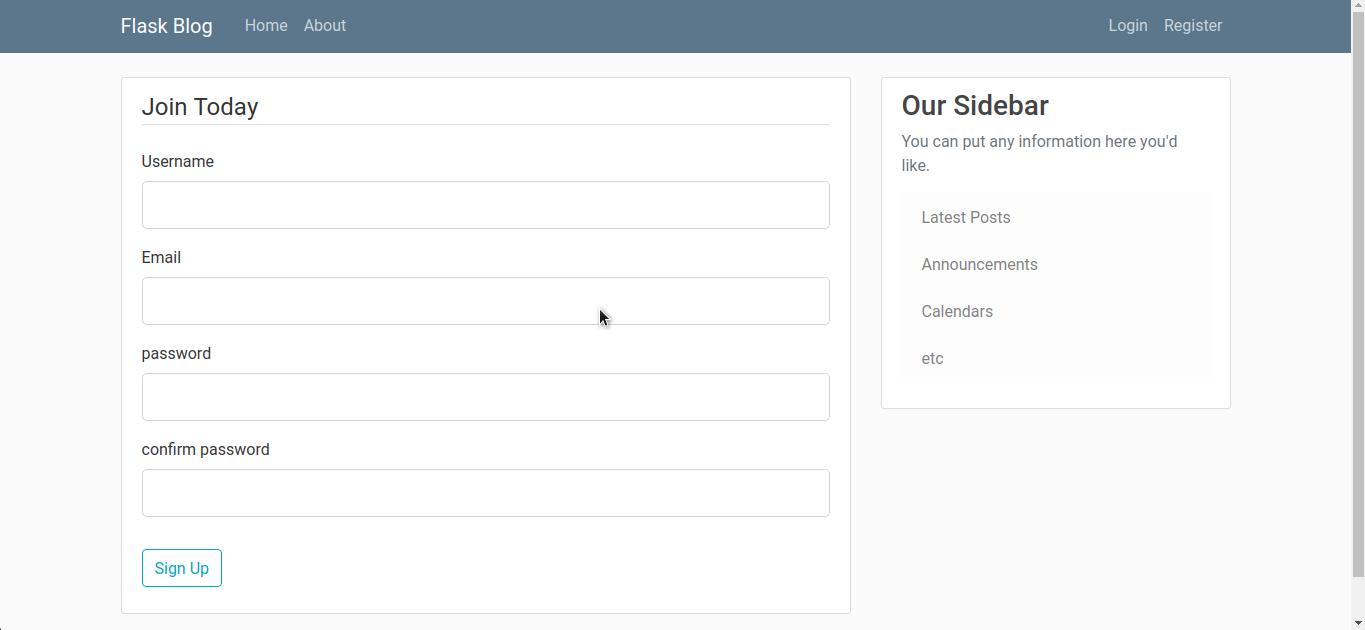 Flask Blog Home About Login Register
Join Today
Username
Email
password
confirm password
Sign Up
Our Sidebar
You can put any information here you'd
like.
Latest Posts
Announcements
Calendars
etc